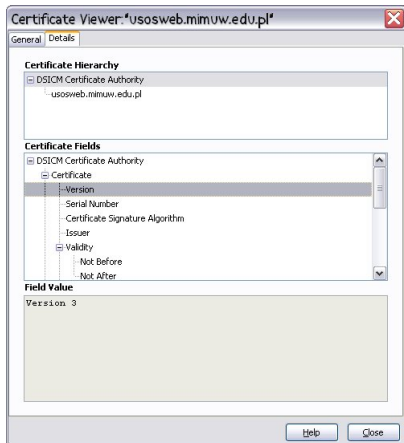 Certificate Viewer:"usosweb.mimuw.edu.pl"
General Details
Certificate Hierarchy
DSICM Certificate Authority
usosweb.mimuw.edu.pl
Certificate Fields
DSICM Certificate Authority
Certificate
Version
Serial Number
Certificate Signature Algorithm
Issuer
Validity
Not Before
Not After
Field Value
Version 3
Help Close